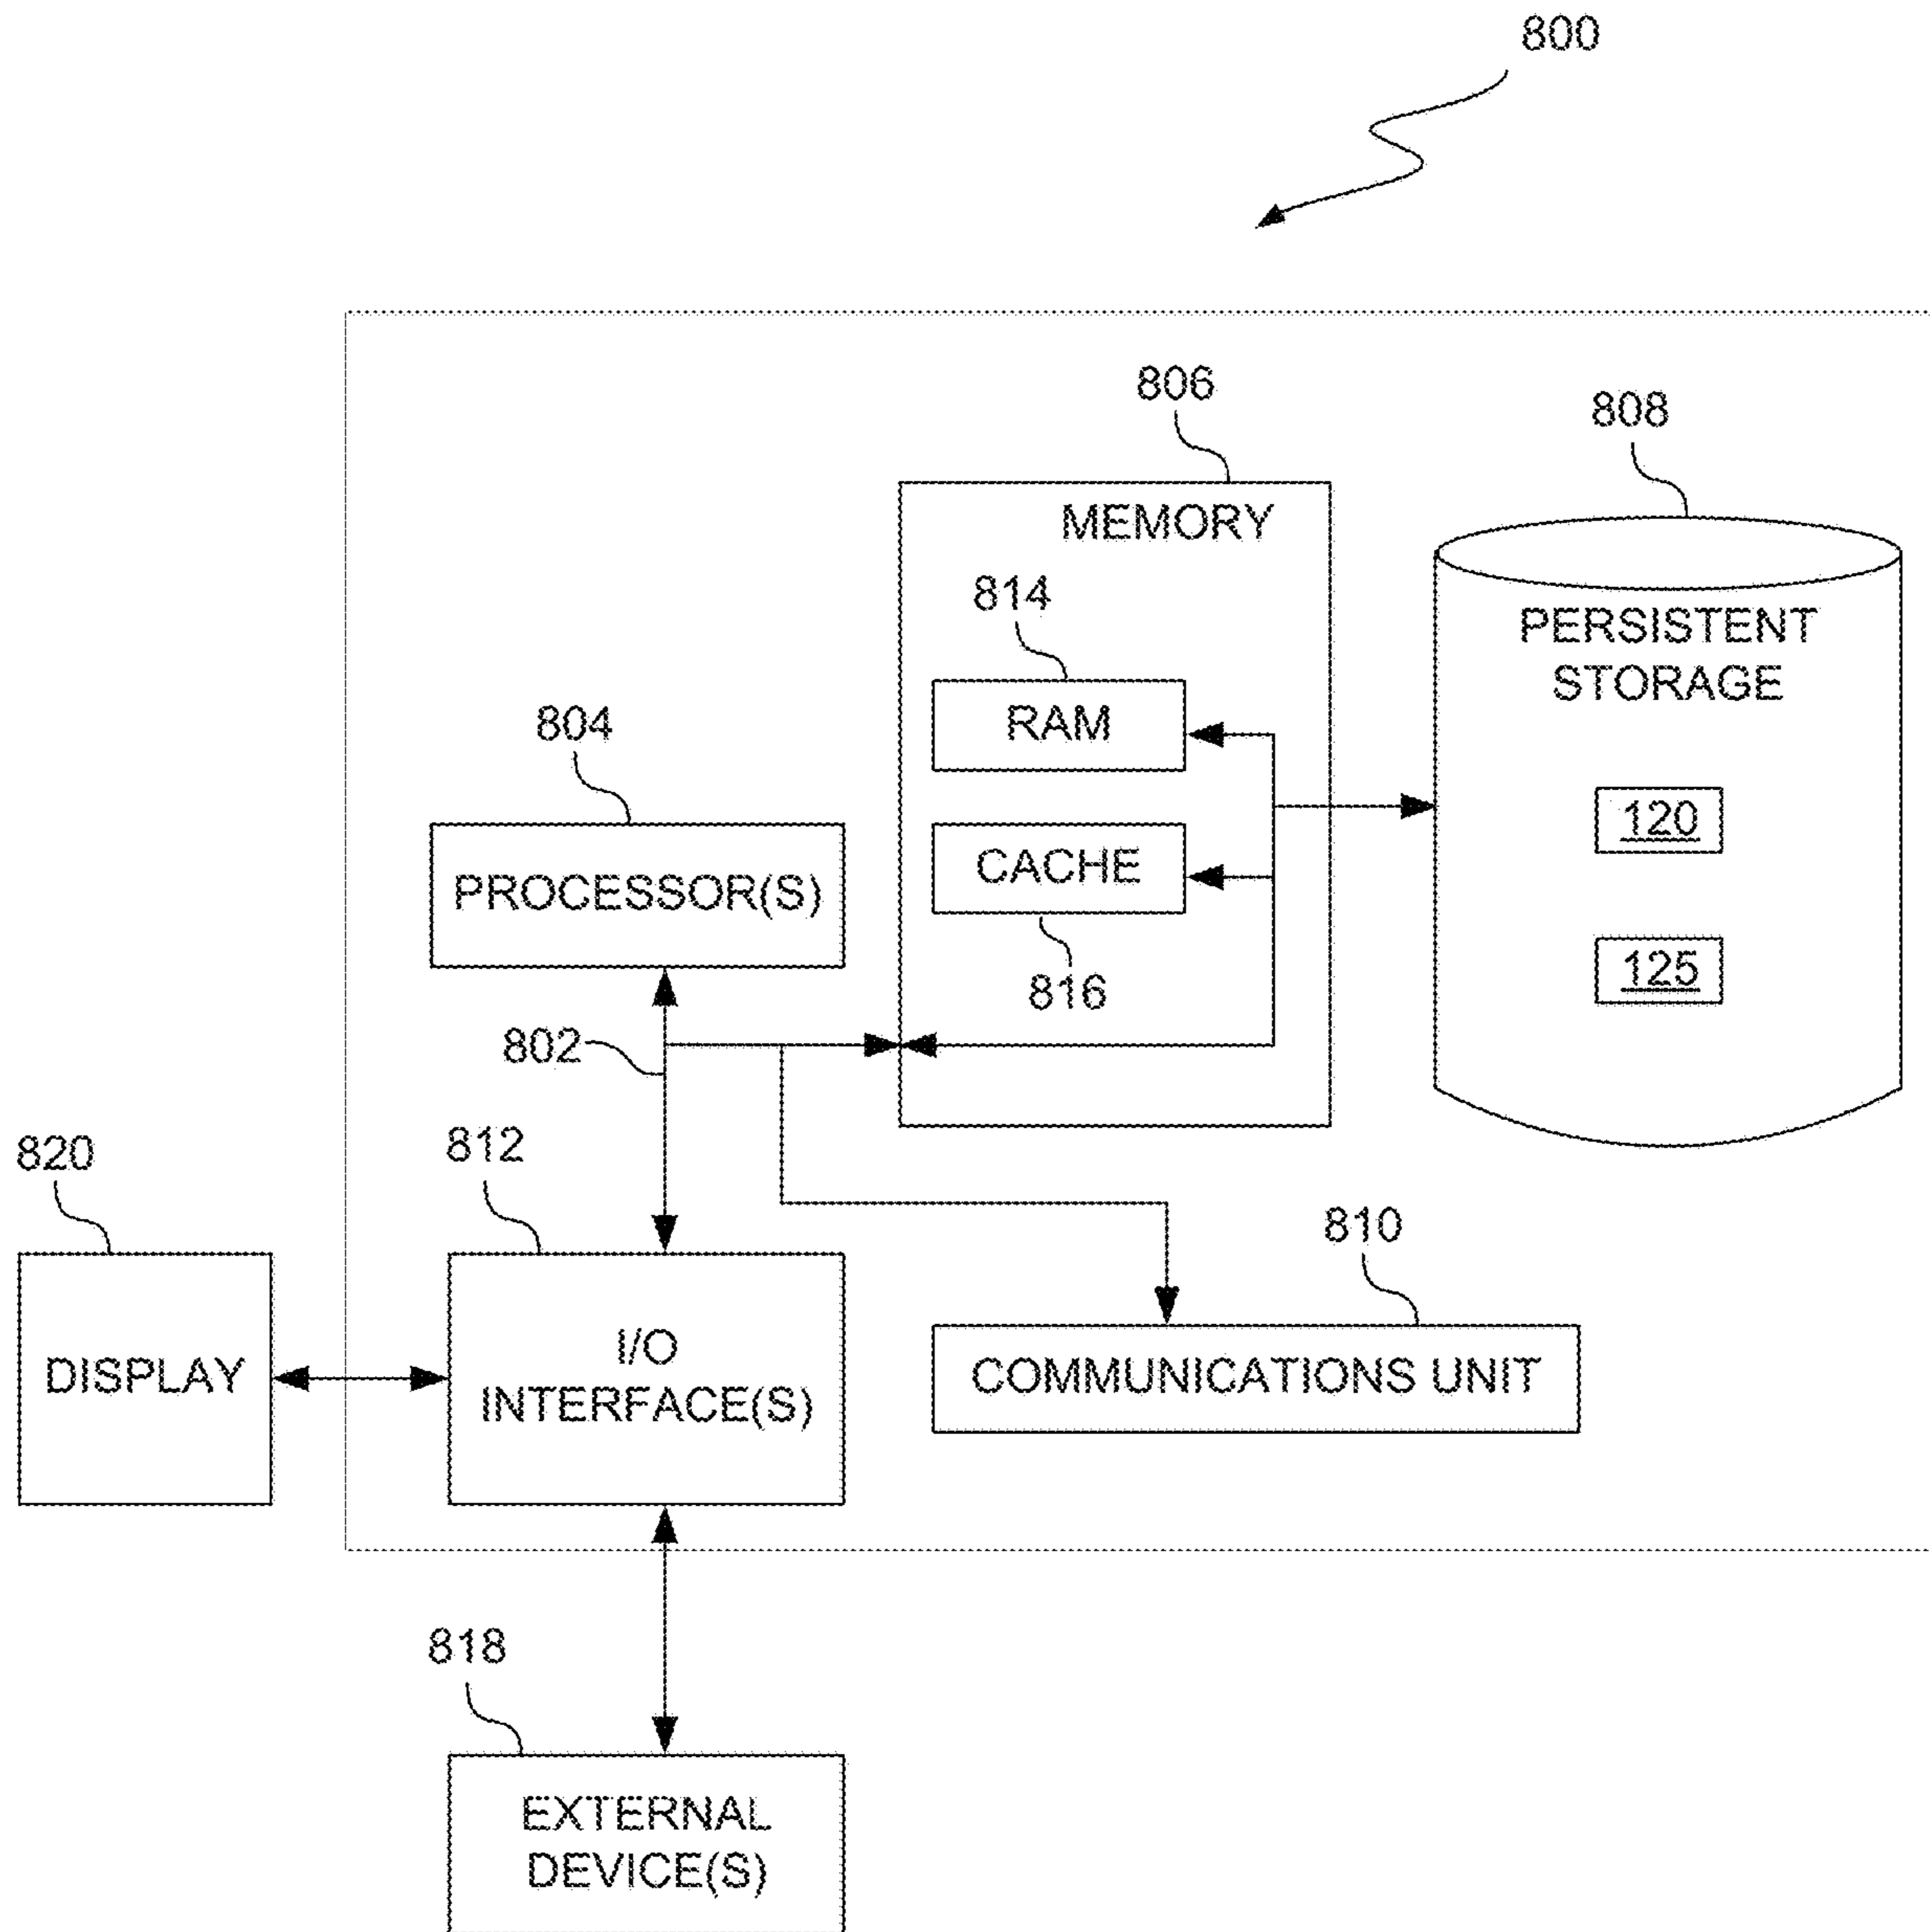 800
806
808
MEMORY
814
PERSISTENT
STORAGE
RAM
804
120
CACHE
PROCESSOR(S)
125
816
802
812
820
810
I/O
INTERFACE(S)
DISPLAY
COMMUNICATIONS UNIT
818
EXTERNAL
DEVICE(S)